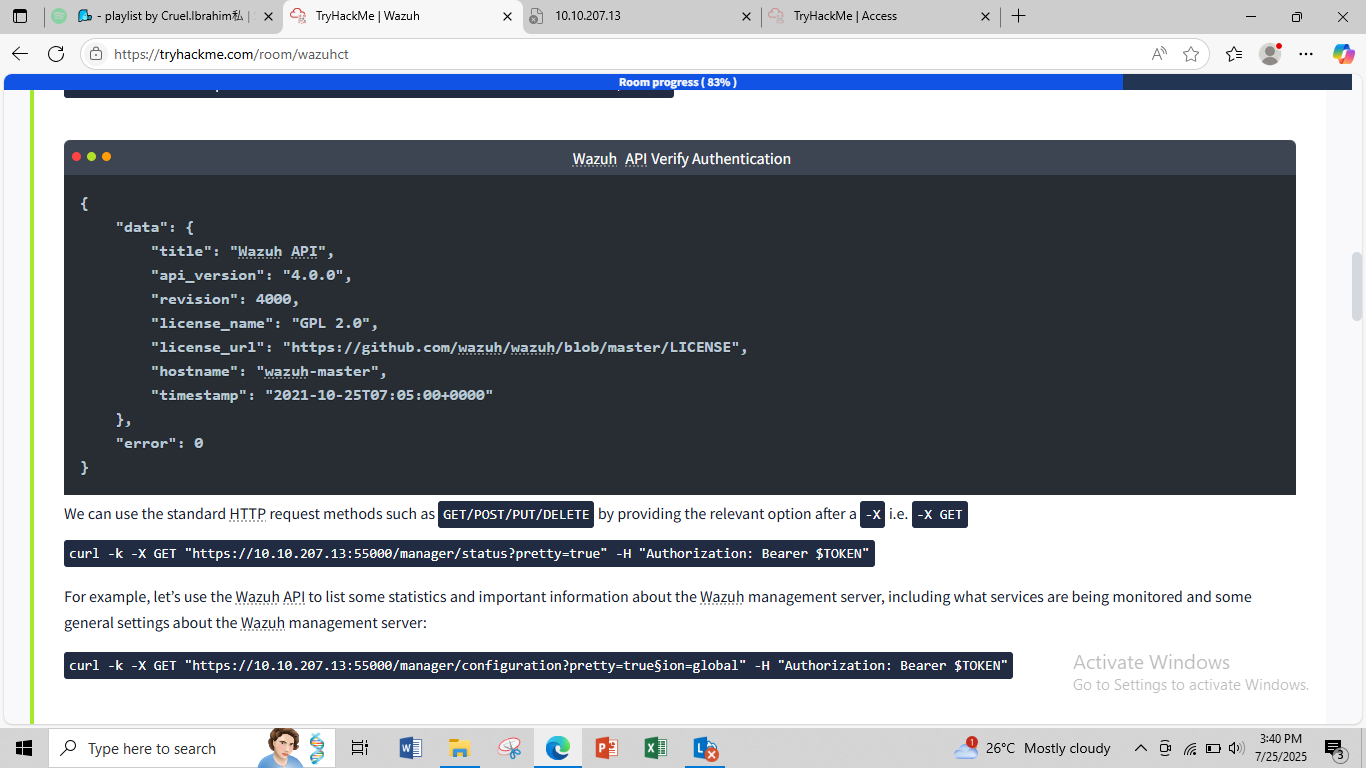 - playlist by Cruel.Ibrahim私 |
TryHackMe | Wazuh
10.10.207.13
TryHackMe | Access
https://tryhackme.com/room/wazuhct
Room progress ( 83% )
Wazuh API Verify Authentication
{
"data": {
"title": "Wazuh API",
"api_version": "4.0.0",
"revision": 4000,
"license_name": "GPL 2.0",
"license_url": "https://github.com/wazuh/wazuh/blob/master/LICENSE",
"hostname": "wazuh-master",
"timestamp": "2021-10-25T07:05:00+0000"
},
"error": 0
}
We can use the standard HTTP request methods such as GET/POST/PUT/DELETE by providing the relevant option after a -X i.e. -X GET
curl -k -X GET "https://10.10.207.13:55000/manager/status?pretty=true" -H "Authorization: Bearer $TOKEN"
For example, let’s use the Wazuh API to list some statistics and important information about the Wazuh management server, including what services are being monitored and some
general settings about the Wazuh management server:
curl -k -X GET "https://10.10.207.13:55000/manager/configuration?pretty=true§ion=global" -H "Authorization: Bearer $TOKEN"
Activate Windows
Go to Settings to activate Windows.
Type here to search
1
26°C Mostly cloudy
3:40 PM
7/25/2025
3